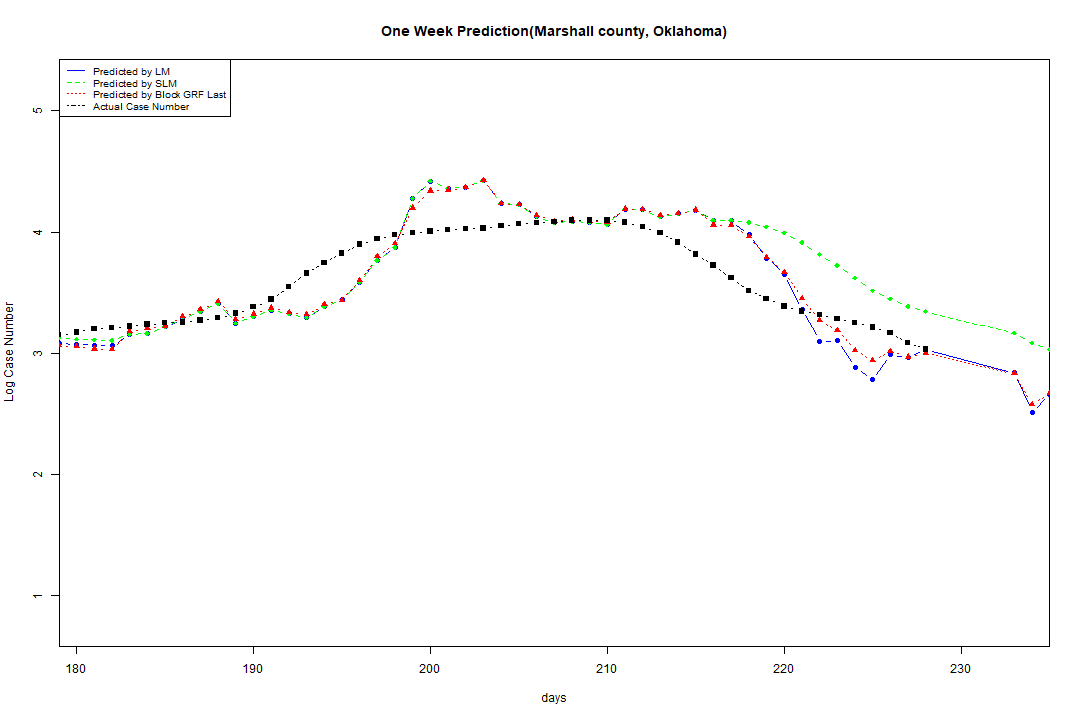 One Week Prediction(Marshall county, Oklahoma)
Predicted by LM
Predicted by SLM
Predicted by Block GRF Last
Actual Case Number
Log Case Number
5
4
3
2
1
180 190 200 210 220 230
days